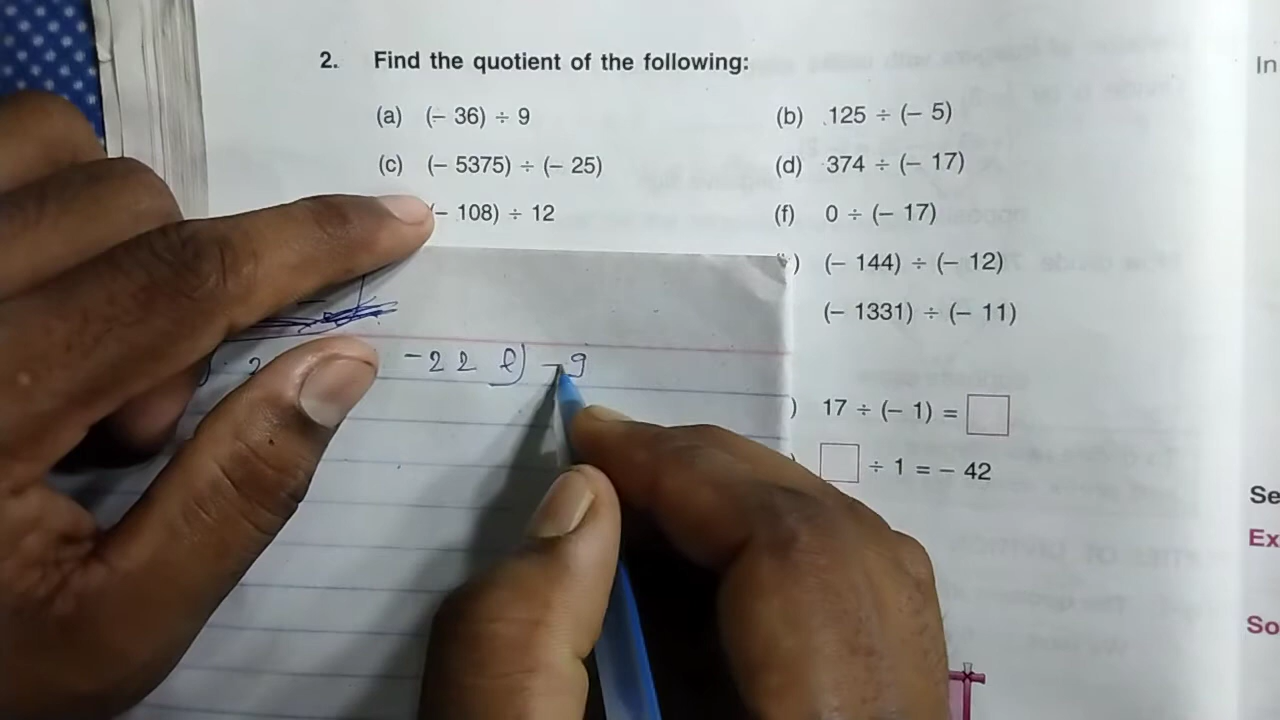 2. Find the quotient of the following:
(a) (– 36) ÷ 9 (b) 125 ÷ (– 5)
(c) (– 5375) ÷ (– 25) (d) 374 ÷ (– 17)
(– 108) ÷ 12 (f) 0 ÷ (– 17)
) (– 144) ÷ (– 12)
(– 1331) ÷ (– 11)
-22 e) -9
) 17 ÷ (– 1) = □
□ ÷ 1 = – 42
In
Se
Ex
So